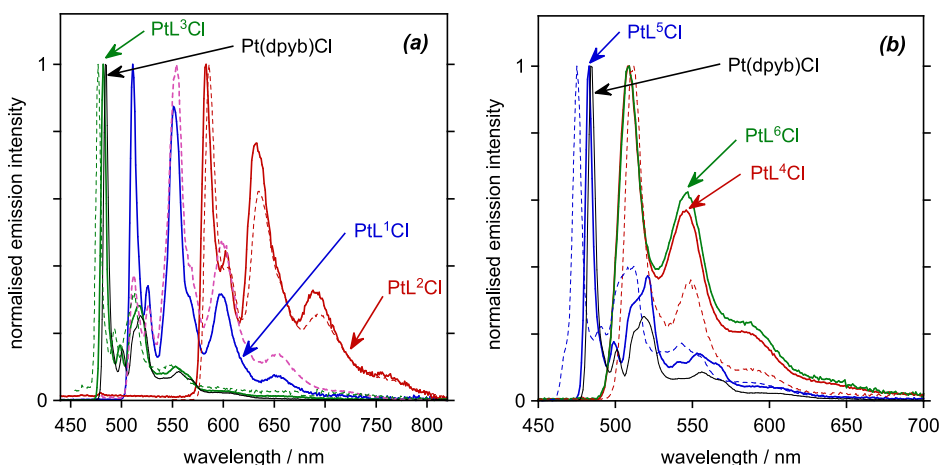 PtL³Cl
(a)
Pt(dpyb)Cl
PtL¹Cl
PtL²Cl
normalised emission intensity
1
0
450 500 550 600 650 700 750 800
wavelength / nm
PtL⁵Cl
(b)
Pt(dpyb)Cl
PtL⁶Cl
PtL⁴Cl
normalised emission intensity
1
0
450 500 550 600 650 700
wavelength / nm